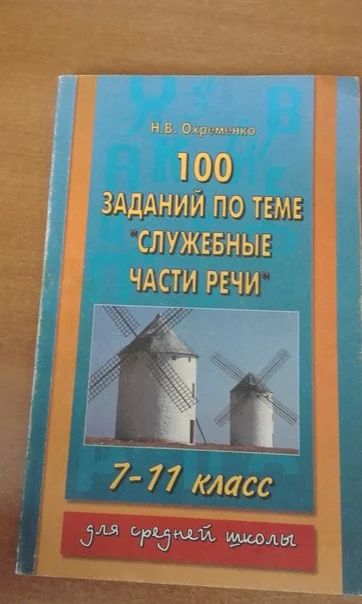 Н.В. Охременко
100
ЗАДАНИЙ ПО ТЕМЕ
"СЛУЖЕБНЫЕ
ЧАСТИ РЕЧИ"
7-11 класс
для средней школы